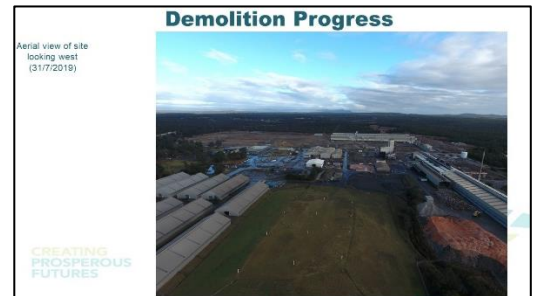 Demolition Progress
Aerial view of site
looking west
(31/7/2019)
CREATING
PROSPEROUS
FUTURES